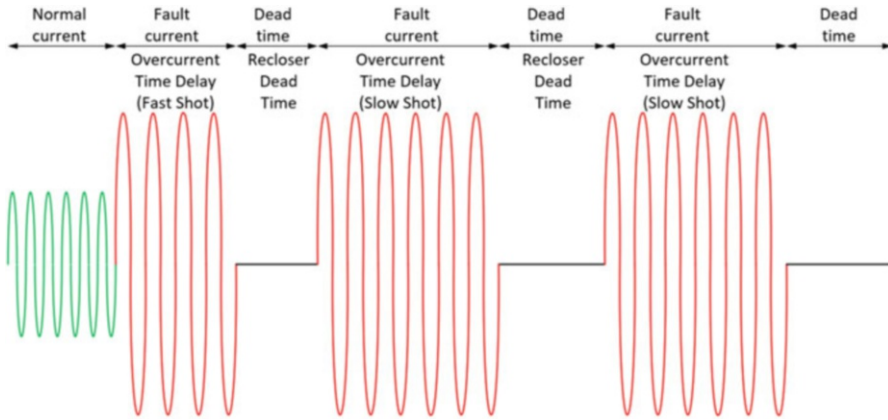 Normal
current
Fault
current
Dead
time
Fault
current
Dead
time
Fault
current
Dead
time
Overcurrent
Time Delay
(Fast Shot)
Recloser
Dead
Time
Overcurrent
Time Delay
(Slow Shot)
Recloser
Dead
Time
Overcurrent
Time Delay
(Slow Shot)